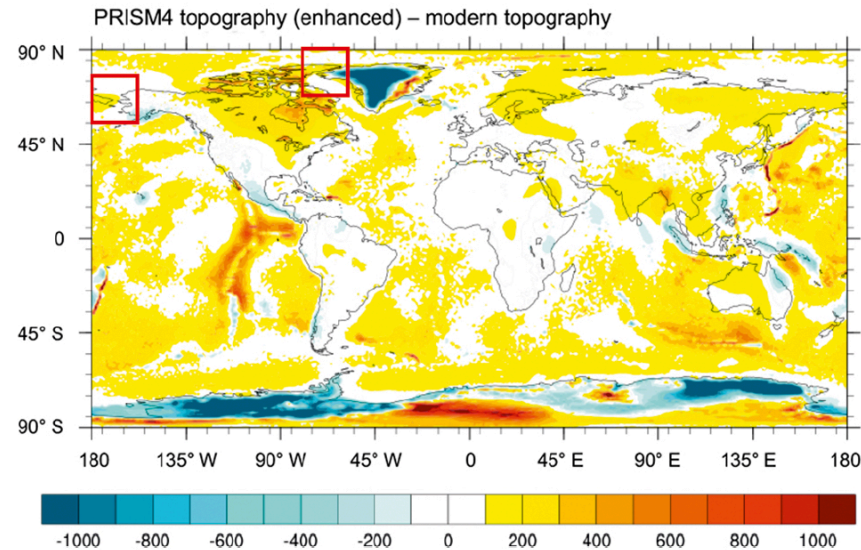 PRISM4 topography (enhanced) – modern topography
90° N
45° N
0
45° S
90° S
180 135° W 90° W 45° W 0 45° E 90° E 135° E 180
-1000 -800 -600 -400 -200 0 200 400 600 800 1000